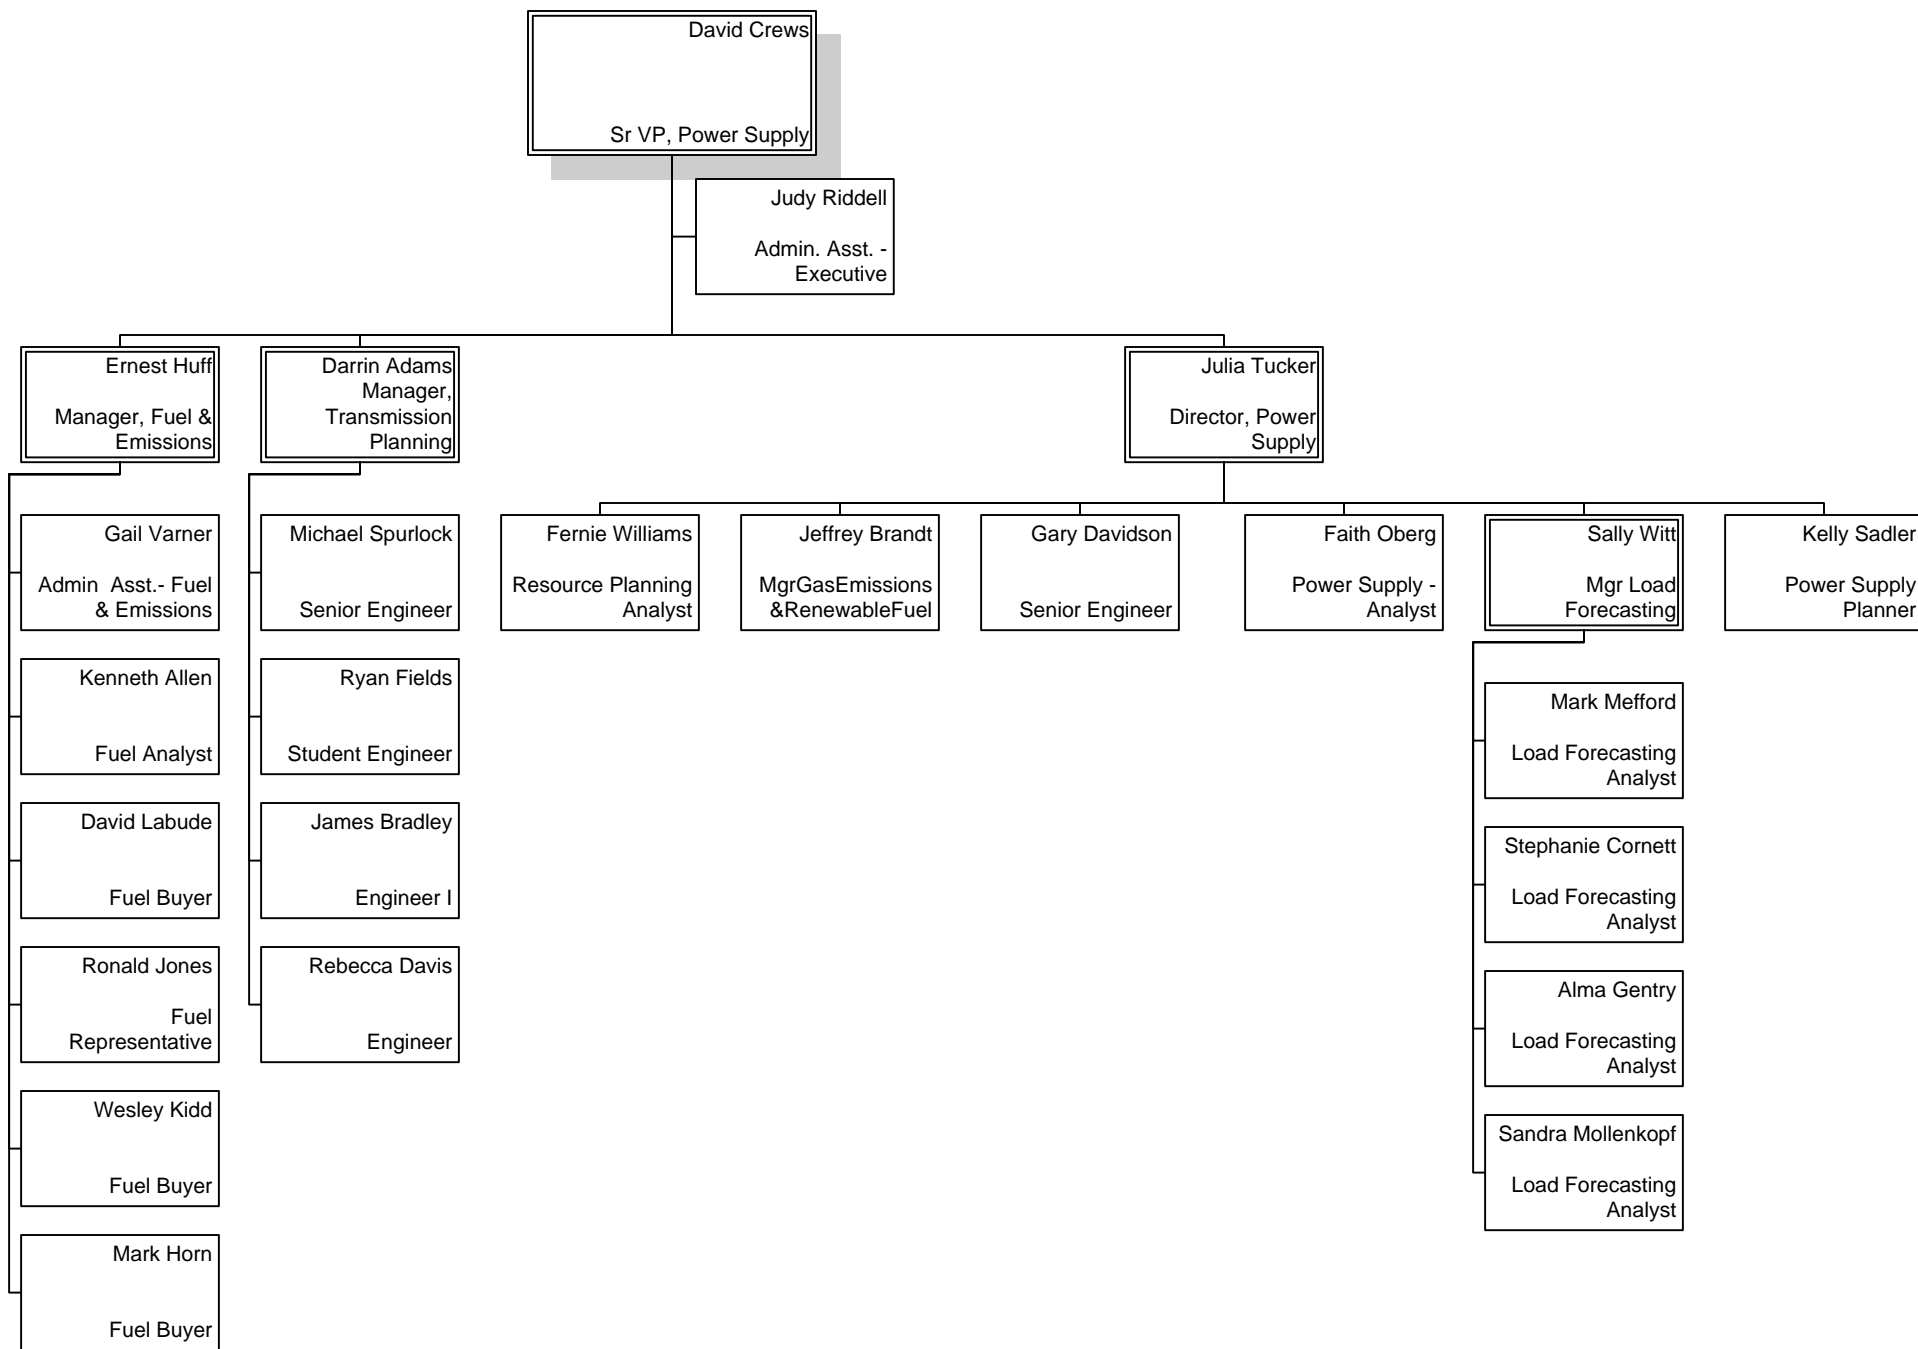 David Crews
Sr VP, Power Supply
Judy Riddell
Admin. Asst. -
Executive
Ernest Huff
Manager, Fuel &
Emissions
Darrin Adams
Manager,
Transmission
Planning
Julia Tucker
Director, Power
Supply
Gail Varner
Admin  Asst.- Fuel
& Emissions
Kenneth Allen
Fuel Analyst
David Labude
Fuel Buyer
Ronald Jones
Fuel
Representative
Wesley Kidd
Fuel Buyer
Mark Horn
Fuel Buyer
Michael Spurlock
Senior Engineer
Ryan Fields
Student Engineer
James Bradley
Engineer I
Rebecca Davis
Engineer
Fernie Williams
Resource Planning
Analyst
Jeffrey Brandt
MgrGasEmissions
&RenewableFuel
Gary Davidson
Senior Engineer
Faith Oberg
Power Supply -
Analyst
Sally Witt
Mgr Load
Forecasting
Mark Mefford
Load Forecasting
Analyst
Stephanie Cornett
Load Forecasting
Analyst
Alma Gentry
Load Forecasting
Analyst
Sandra Mollenkopf
Load Forecasting
Analyst
Kelly Sadler
Power Supply
Planner